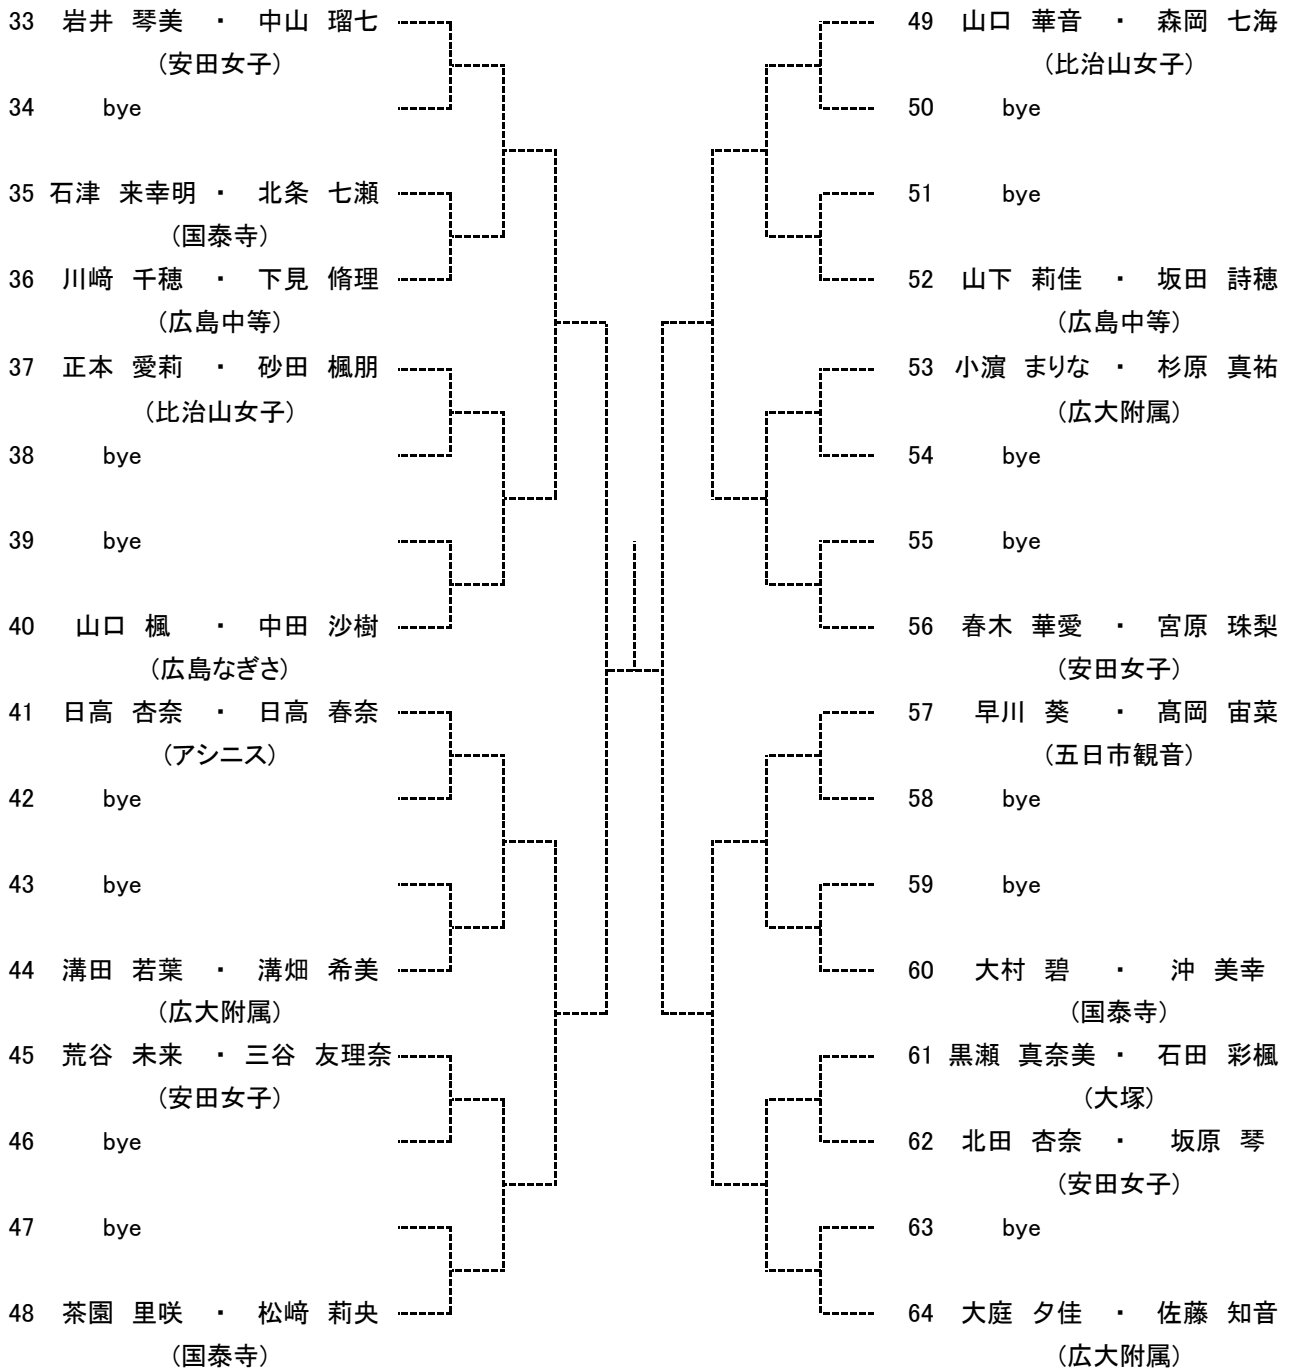 33 岩井 琴美 ・ 中山 瑠七
(安田女子)
34 bye
35 石津 来幸明 ・ 北条 七瀬
(国泰寺)
36 川﨑 千穂 ・ 下見 脩理
(広島中等)
37 正本 愛莉 ・ 砂田 楓朋
(比治山女子)
38 bye
39 bye
40 山口 楓 ・ 中田 沙樹
(広島なぎさ)
41 日高 杏奈 ・ 日高 春奈
(アシニス)
42 bye
43 bye
44 溝田 若葉 ・ 溝畑 希美
(広大附属)
45 荒谷 未来 ・ 三谷 友理奈
(安田女子)
46 bye
47 bye
48 茶園 里咲 ・ 松﨑 莉央
(国泰寺)
49 山口 華音 ・ 森岡 七海
(比治山女子)
50 bye
51 bye
52 山下 莉佳 ・ 坂田 詩穂
(広島中等)
53 小濵 まりな ・ 杉原 真祐
(広大附属)
54 bye
55 bye
56 春木 華愛 ・ 宮原 珠梨
(安田女子)
57 早川 葵 ・ 髙岡 宙菜
(五日市観音)
58 bye
59 bye
60 大村 碧 ・ 沖 美幸
(国泰寺)
61 黒瀬 真奈美 ・ 石田 彩楓
(大塚)
62 北田 杏奈 ・ 坂原 琴
(安田女子)
63 bye
64 大庭 夕佳 ・ 佐藤 知音
(広大附属)